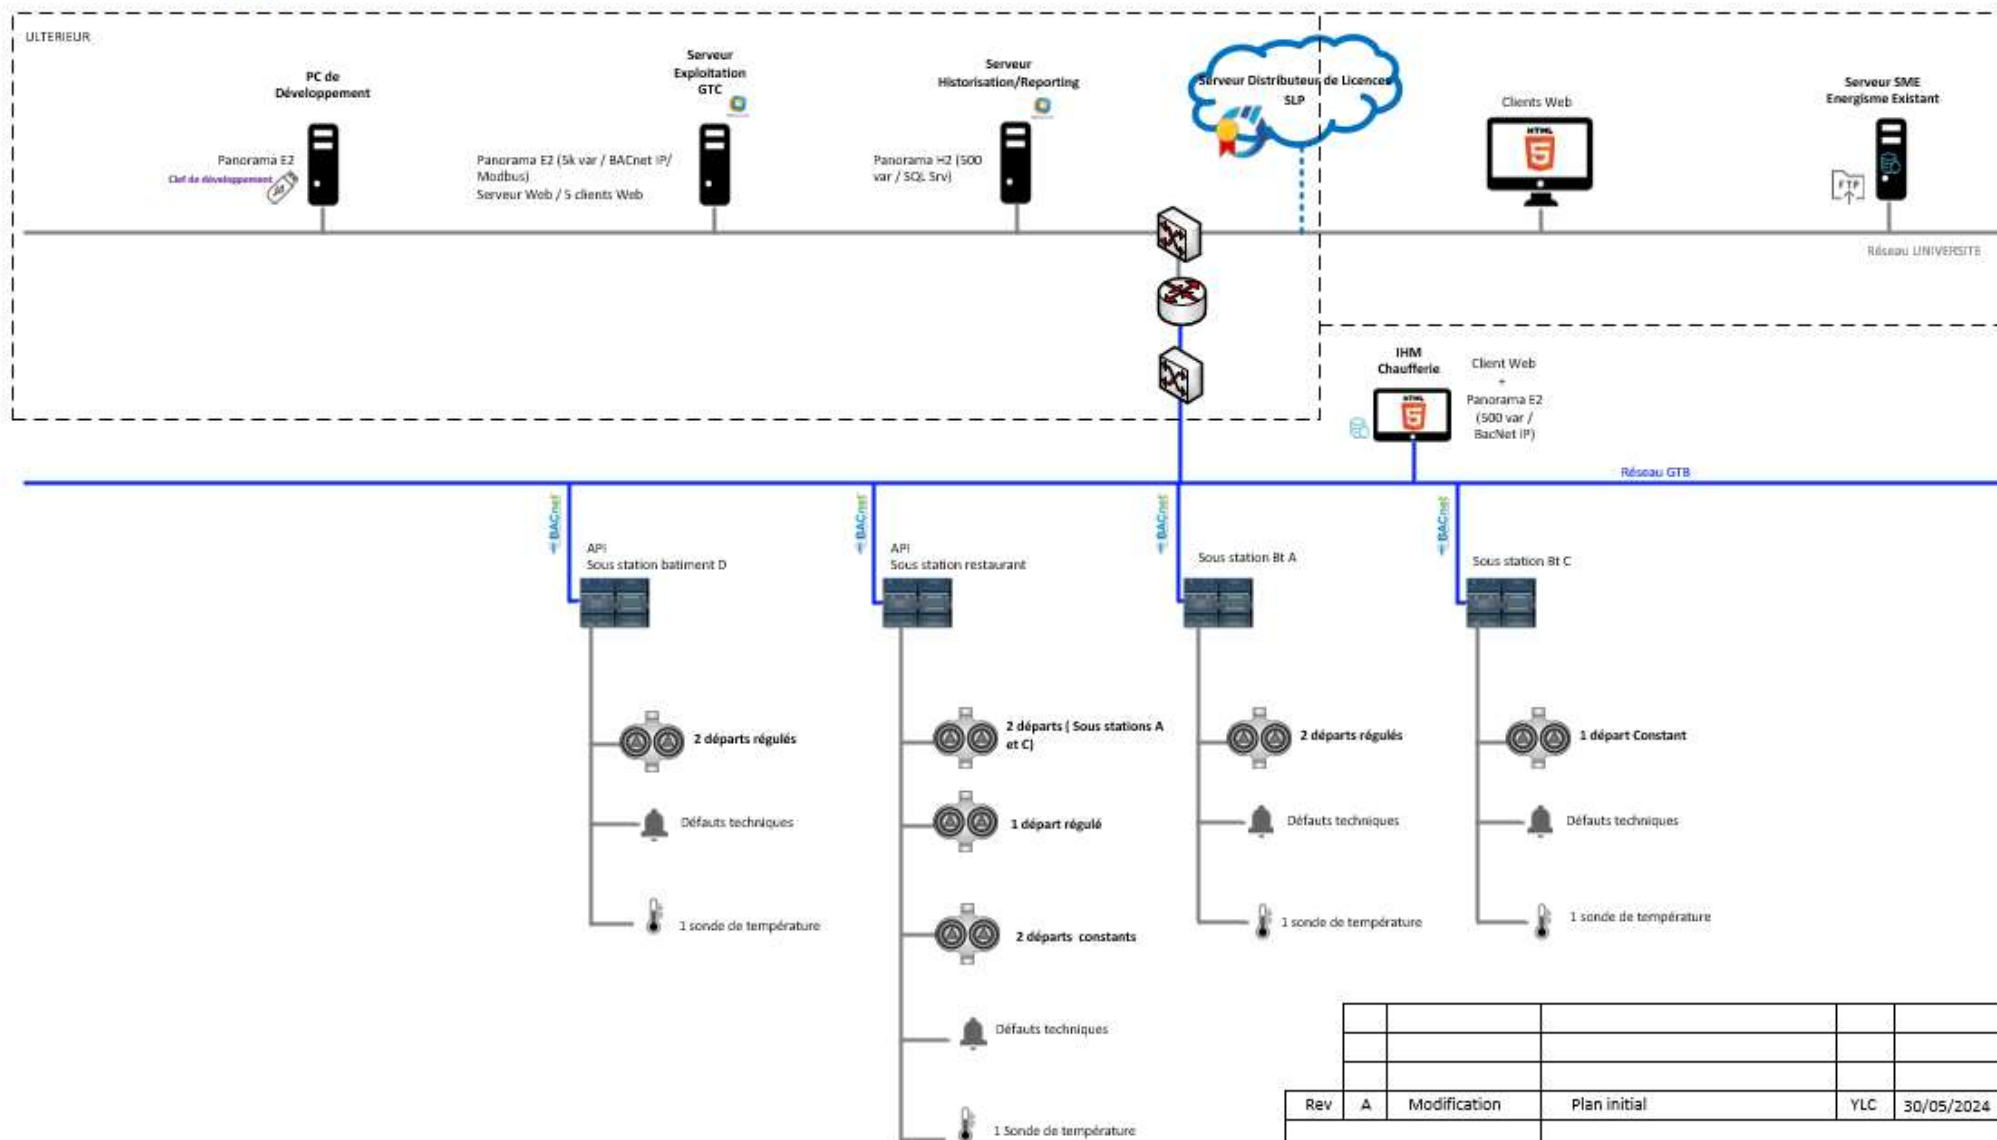 ULTERIEUR
PC de
Développement
Panorama E2
Clef de développement
Serveur
Exploitation
GTC
Panorama E2 (5k var / BACnet IP/
Modbus)
Serveur Web / 5 clients Web
Serveur
Historisation/Reporting
Panorama H2 (500
var / SQL Srv)
Serveur Distributeur de Licences
SLP
Clients Web
HTML
5
Serveur SME
Energisme Existant
FTP
Réseau UNIVERSITE
IHM
Chaufferie
HTML
5
Client Web
+
Panorama E2
(500 var /
BacNet IP)
Réseau GTB
BACnet
BACnet
BACnet
BACnet
API
Sous station batiment D
2 départs régulés
Défauts techniques
1 sonde de température
API
Sous station restaurant
2 départs ( Sous stations A
et C)
1 départ régulé
2 départs constants
Défauts techniques
1 Sonde de température
Sous station Bt A
2 départs régulés
Défauts techniques
1 sonde de température
Sous station Bt C
1 départ Constant
Défauts techniques
1 sonde de température
Rev A Modification Plan initial YLC 30/05/2024